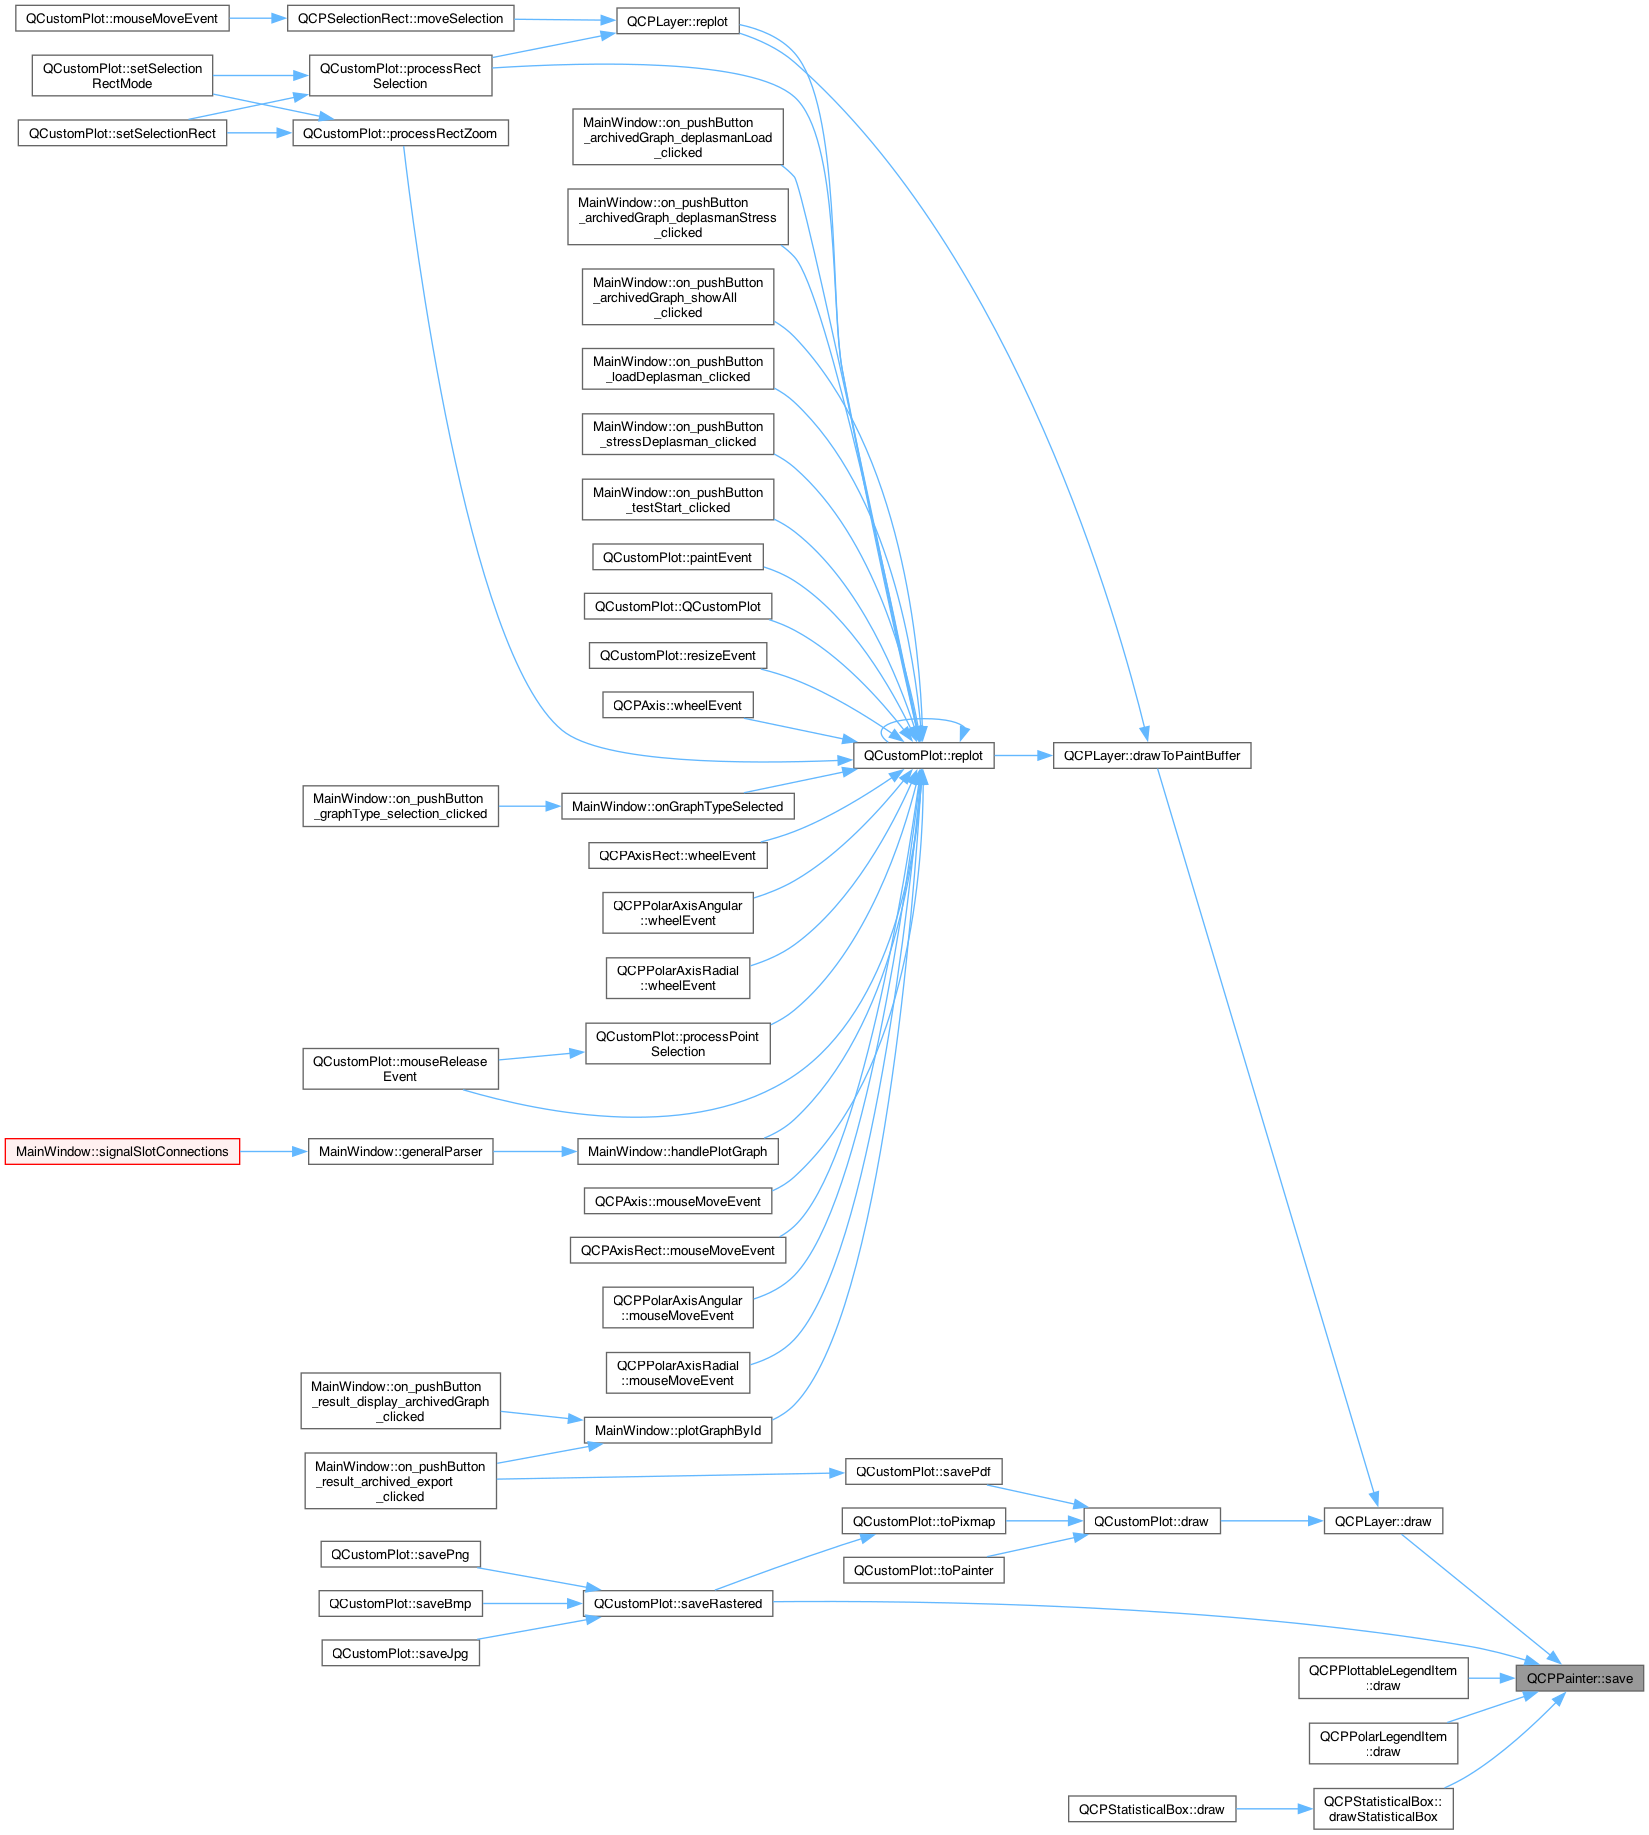 QCustomPlot::mouseMoveEvent
QCPSelectionRect::moveSelection
QCPLayer::replot
QCustomPlot::setSelection
RectMode
QCustomPlot::processRect
Selection
QCustomPlot::setSelectionRect
QCustomPlot::processRectZoom
MainWindow::on_pushButton
_archivedGraph_deplasmanLoad
_clicked
MainWindow::on_pushButton
_archivedGraph_deplasmanStress
_clicked
MainWindow::on_pushButton
_archivedGraph_showAll
_clicked
MainWindow::on_pushButton
_loadDeplasman_clicked
MainWindow::on_pushButton
_stressDeplasman_clicked
MainWindow::on_pushButton
_testStart_clicked
QCustomPlot::paintEvent
QCustomPlot::QCustomPlot
QCustomPlot::resizeEvent
QCPAxis::wheelEvent
QCustomPlot::replot
QCPLayer::drawToPaintBuffer
MainWindow::on_pushButton
_graphType_selection_clicked
MainWindow::onGraphTypeSelected
QCPAxisRect::wheelEvent
QCPPolarAxisAngular
::wheelEvent
QCPPolarAxisRadial
::wheelEvent
QCustomPlot::processPoint
Selection
QCustomPlot::mouseRelease
Event
MainWindow::signalSlotConnections
MainWindow::generalParser
MainWindow::handlePlotGraph
QCPAxis::mouseMoveEvent
QCPAxisRect::mouseMoveEvent
QCPPolarAxisAngular
::mouseMoveEvent
QCPPolarAxisRadial
::mouseMoveEvent
MainWindow::on_pushButton
_result_display_archivedGraph
_clicked
MainWindow::plotGraphById
MainWindow::on_pushButton
_result_archived_export
_clicked
QCustomPlot::savePdf
QCustomPlot::toPixmap
QCustomPlot::draw
QCPLayer::draw
QCustomPlot::savePng
QCustomPlot::toPainter
QCustomPlot::saveBmp
QCustomPlot::saveRastered
QCustomPlot::saveJpg
QCPPlottableLegendItem
::draw
QCPPainter::save
QCPPolarLegendItem
::draw
QCPStatisticalBox::draw
QCPStatisticalBox::
drawStatisticalBox